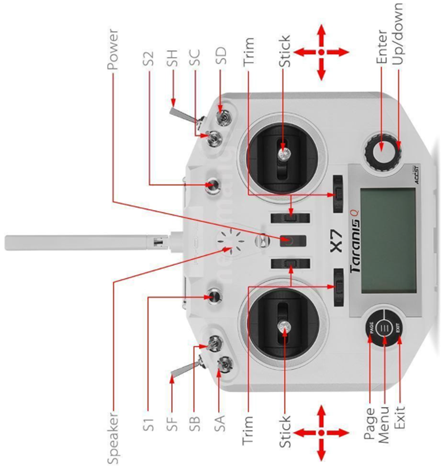 Power
S2
SH
SC
SD
Trim
Stick
Enter
Up/down
Speaker
S1
SF
SB
SA
Trim
Stick
Page
Menu
Exit
X7
Taranis Q
ACCST
PAGE
EXIT